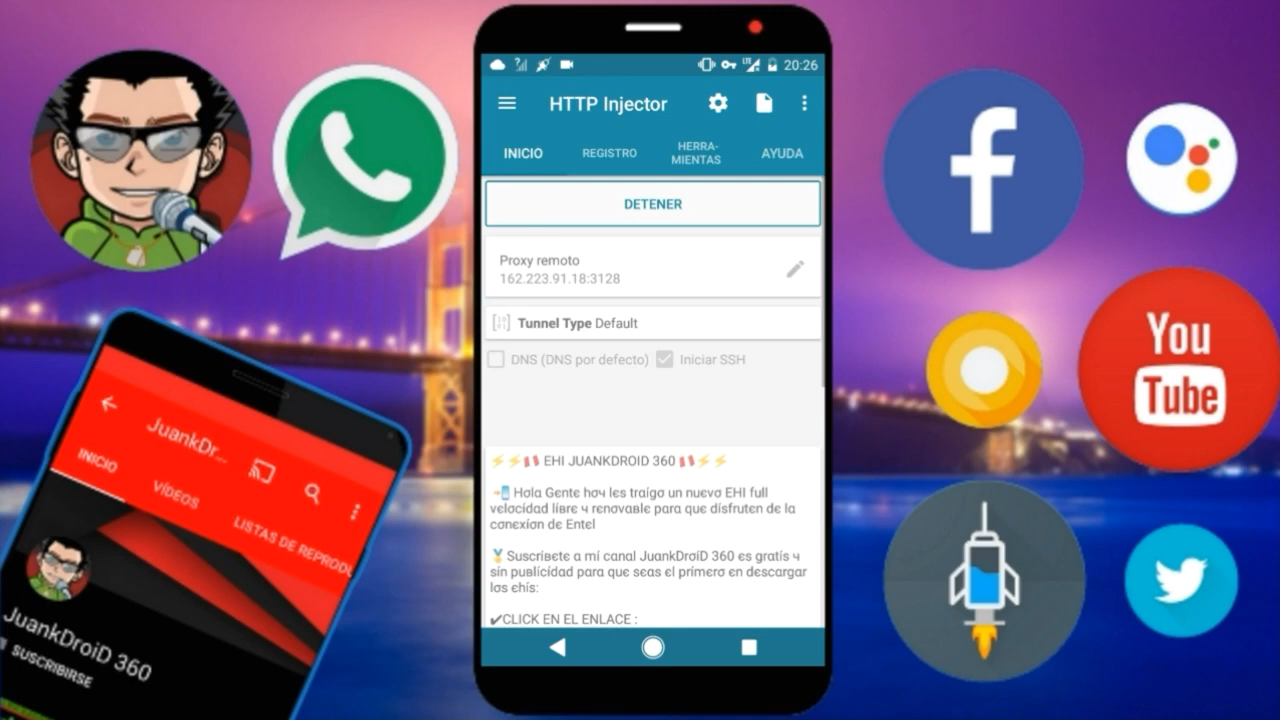 20:26
HTTP Injector
INICIO
REGISTRO
HERRA-
MIENTAS
AYUDA
DETENER
Proxy remoto
162.223.91.18:3128
Tunnel Type Default
DNS (DNS por defecto) Iniciar SSH
⚡⚡🇵🇪 EHI JUANKDROID 360 🇵🇪⚡⚡
📲 Hola Gente hoy les traigo un nuevo EHI full
velocidad libre y renovable para que disfruten de la
conexion de Entel
🏅 Suscribete a mi canal JuankDroiD 360 es gratis y
sin publicidad para que seas el primero en descargar
los ehis:
✔CLICK EN EL ENLACE :
JuankDr...
INICIO
VÍDEOS
LISTAS DE REPRODU
JuankDroiD 360
SUSCRIBIRSE
f
You
Tube